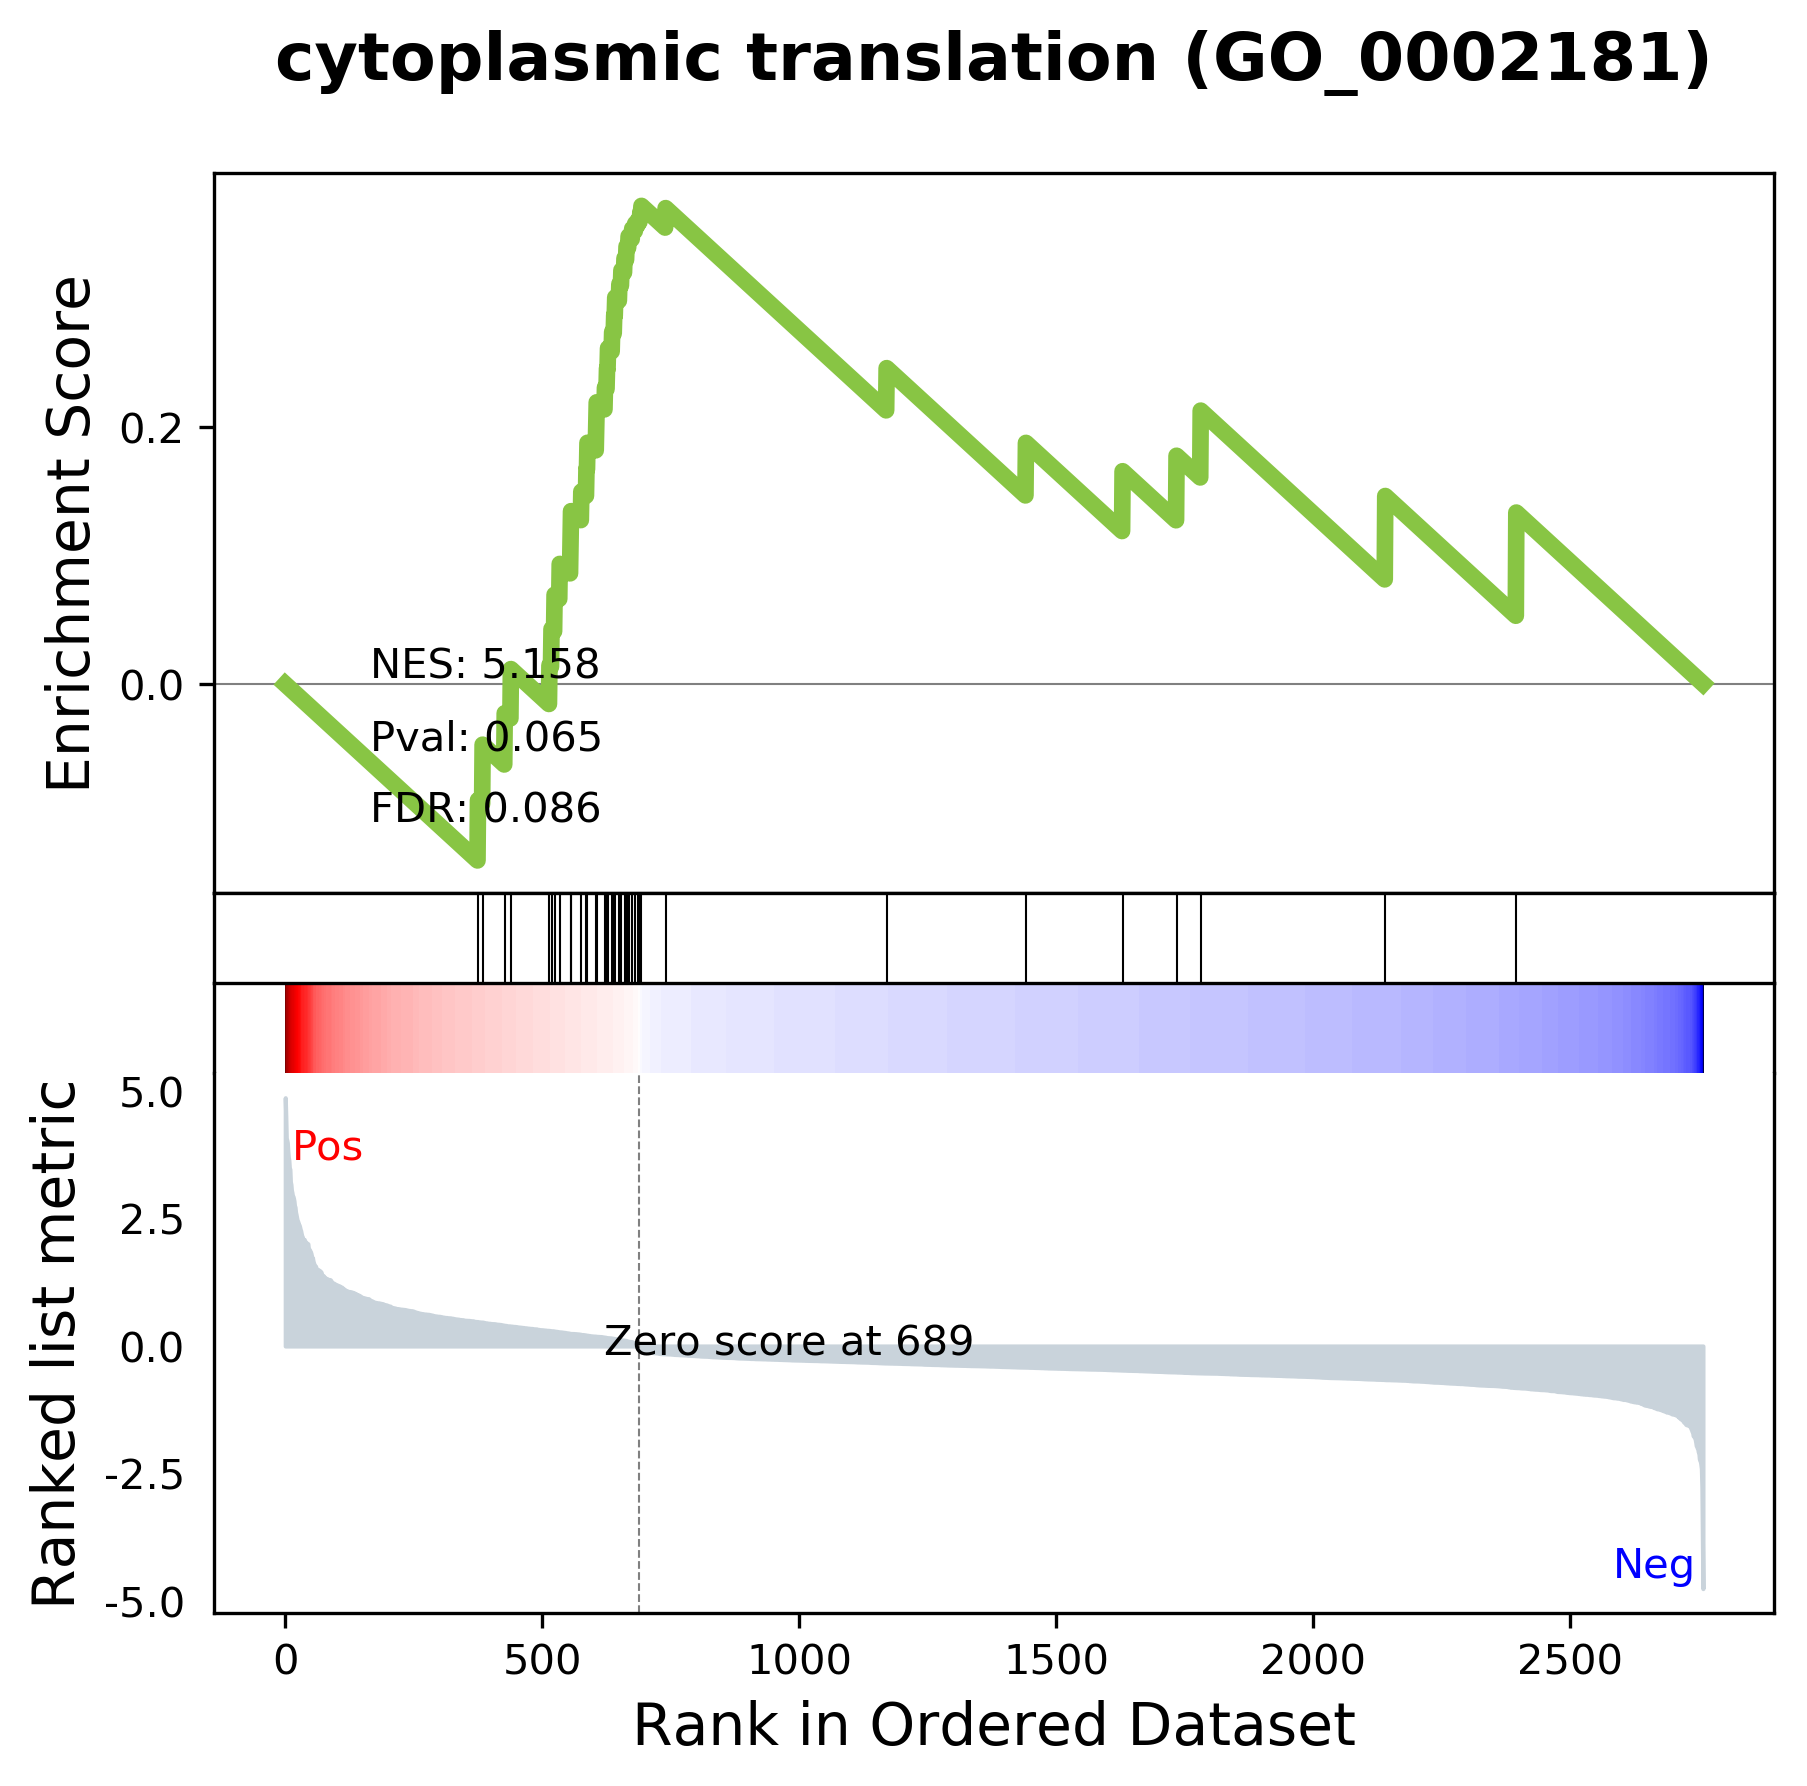 cytoplasmic translation (GO_0002181)
Enrichment Score
0.2
0.0
NES: 5.158
Pval: 0.065
FDR: 0.086
Ranked list metric
5.0
2.5
0.0
-2.5
-5.0
Pos
Zero score at 689
Neg
0 500 1000 1500 2000 2500
Rank in Ordered Dataset